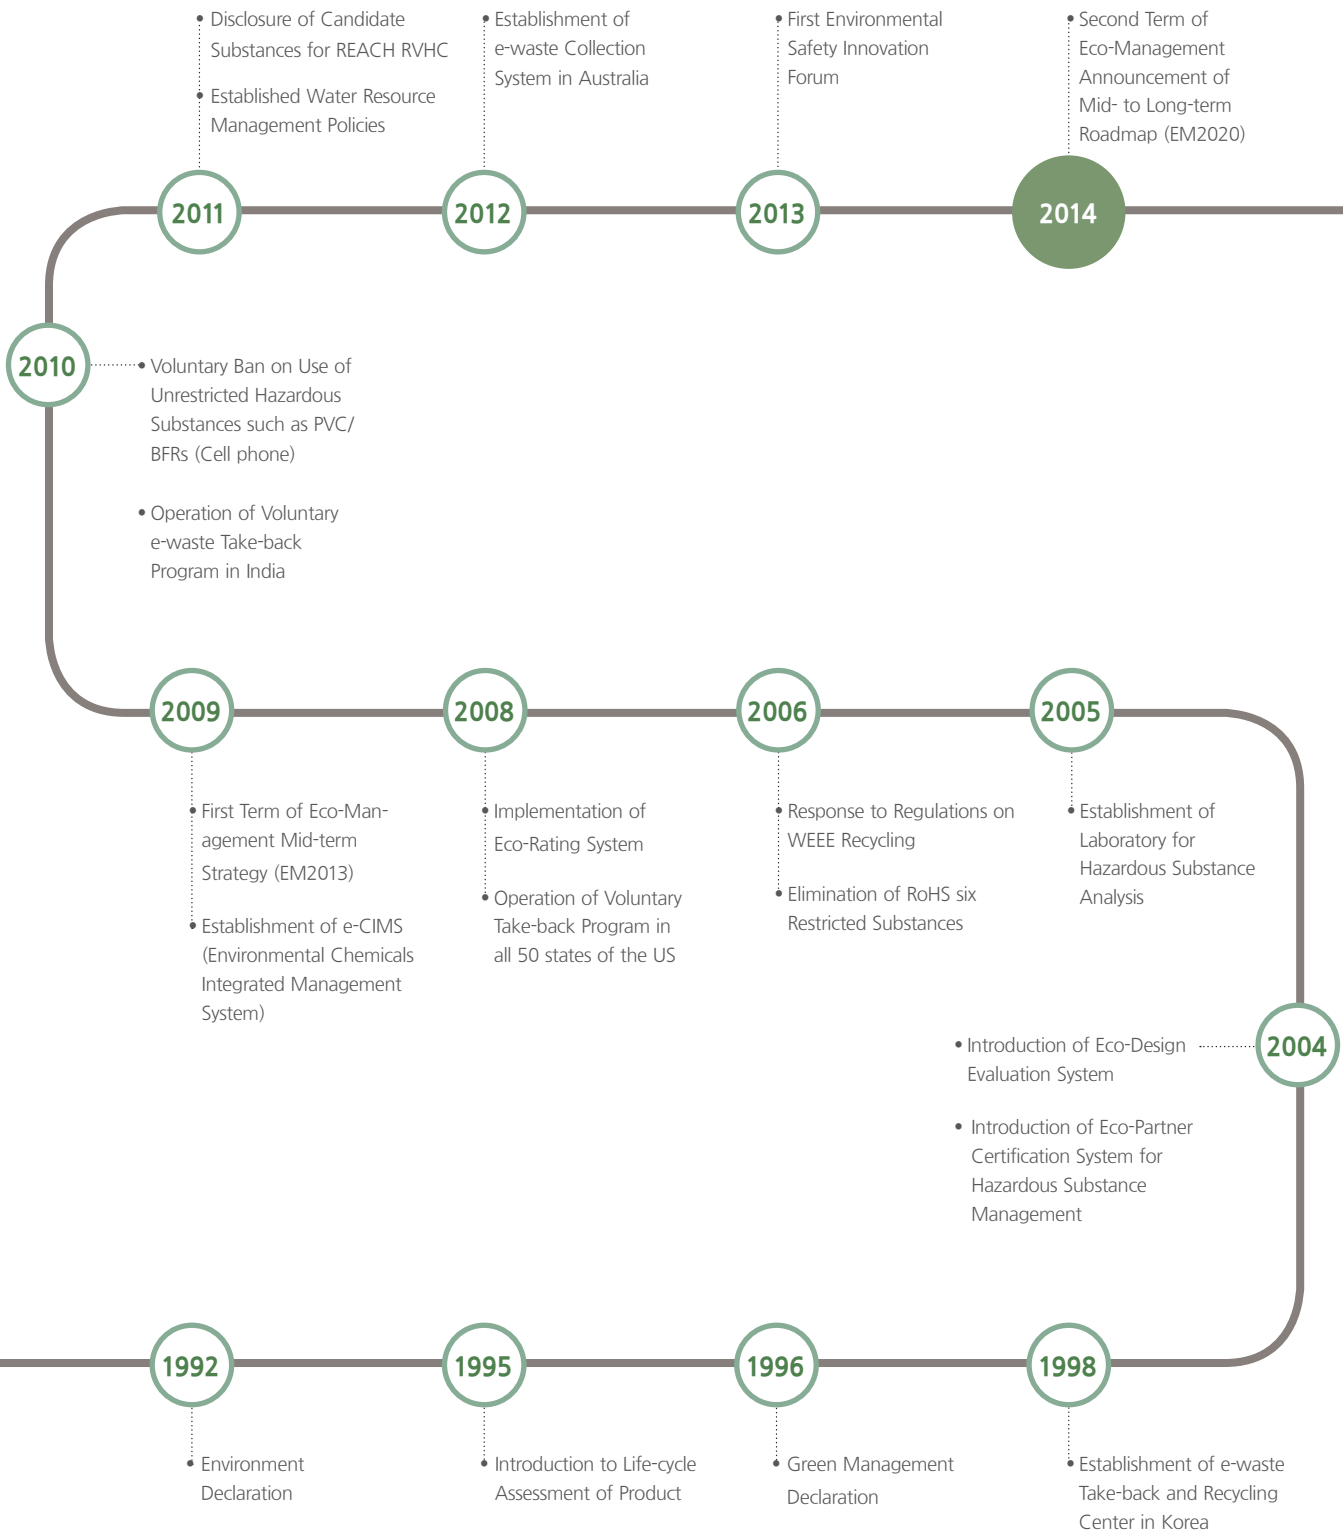 • Disclosure of Candidate
Substances for REACH RVHC
• Established Water Resource
Management Policies
• Establishment of
e-waste Collection
System in Australia
• First Environmental
Safety Innovation
Forum
• Second Term of
Eco-Management
Announcement of
Mid- to Long-term
Roadmap (EM2020)
2011
2012
2013
2014
2010
• Voluntary Ban on Use of
Unrestricted Hazardous
Substances such as PVC/
BFRs (Cell phone)
• Operation of Voluntary
e-waste Take-back
Program in India
2009
2008
2006
2005
• First Term of Eco-Man-
agement Mid-term
Strategy (EM2013)
• Establishment of e-CIMS
(Environmental Chemicals
Integrated Management
System)
• Implementation of
Eco-Rating System
• Operation of Voluntary
Take-back Program in
all 50 states of the US
• Response to Regulations on
WEEE Recycling
• Elimination of RoHS six
Restricted Substances
• Establishment of
Laboratory for
Hazardous Substance
Analysis
• Introduction of Eco-Design
Evaluation System
2004
• Introduction of Eco-Partner
Certification System for
Hazardous Substance
Management
1992
1995
1996
1998
• Environment
Declaration
• Introduction to Life-cycle
Assessment of Product
• Green Management
Declaration
• Establishment of e-waste
Take-back and Recycling
Center in Korea